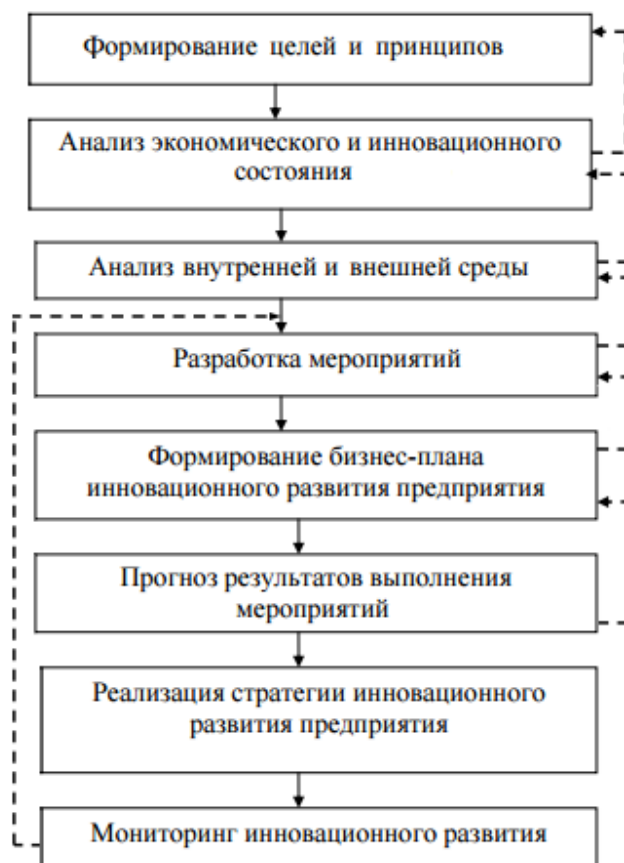 Формирование целей и принципов
Анализ экономического и инновационного
состояния
Анализ внутренней и внешней среды
Разработка мероприятий
Формирование бизнес-плана
инновационного развития предприятия
Прогноз результатов выполнения
мероприятий
Реализация стратегии инновационного
развития предприятия
Мониторинг инновационного развития